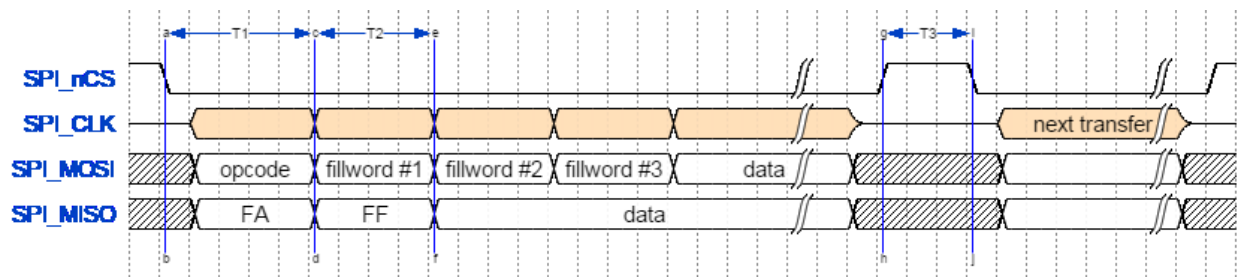 a T1 c T2 e g T3 i
SPI_nCS
SPI_CLK next transfer
SPI_MOSI opcode fillword #1 fillword #2 fillword #3 data
SPI_MISO FA FF data
b d f h j